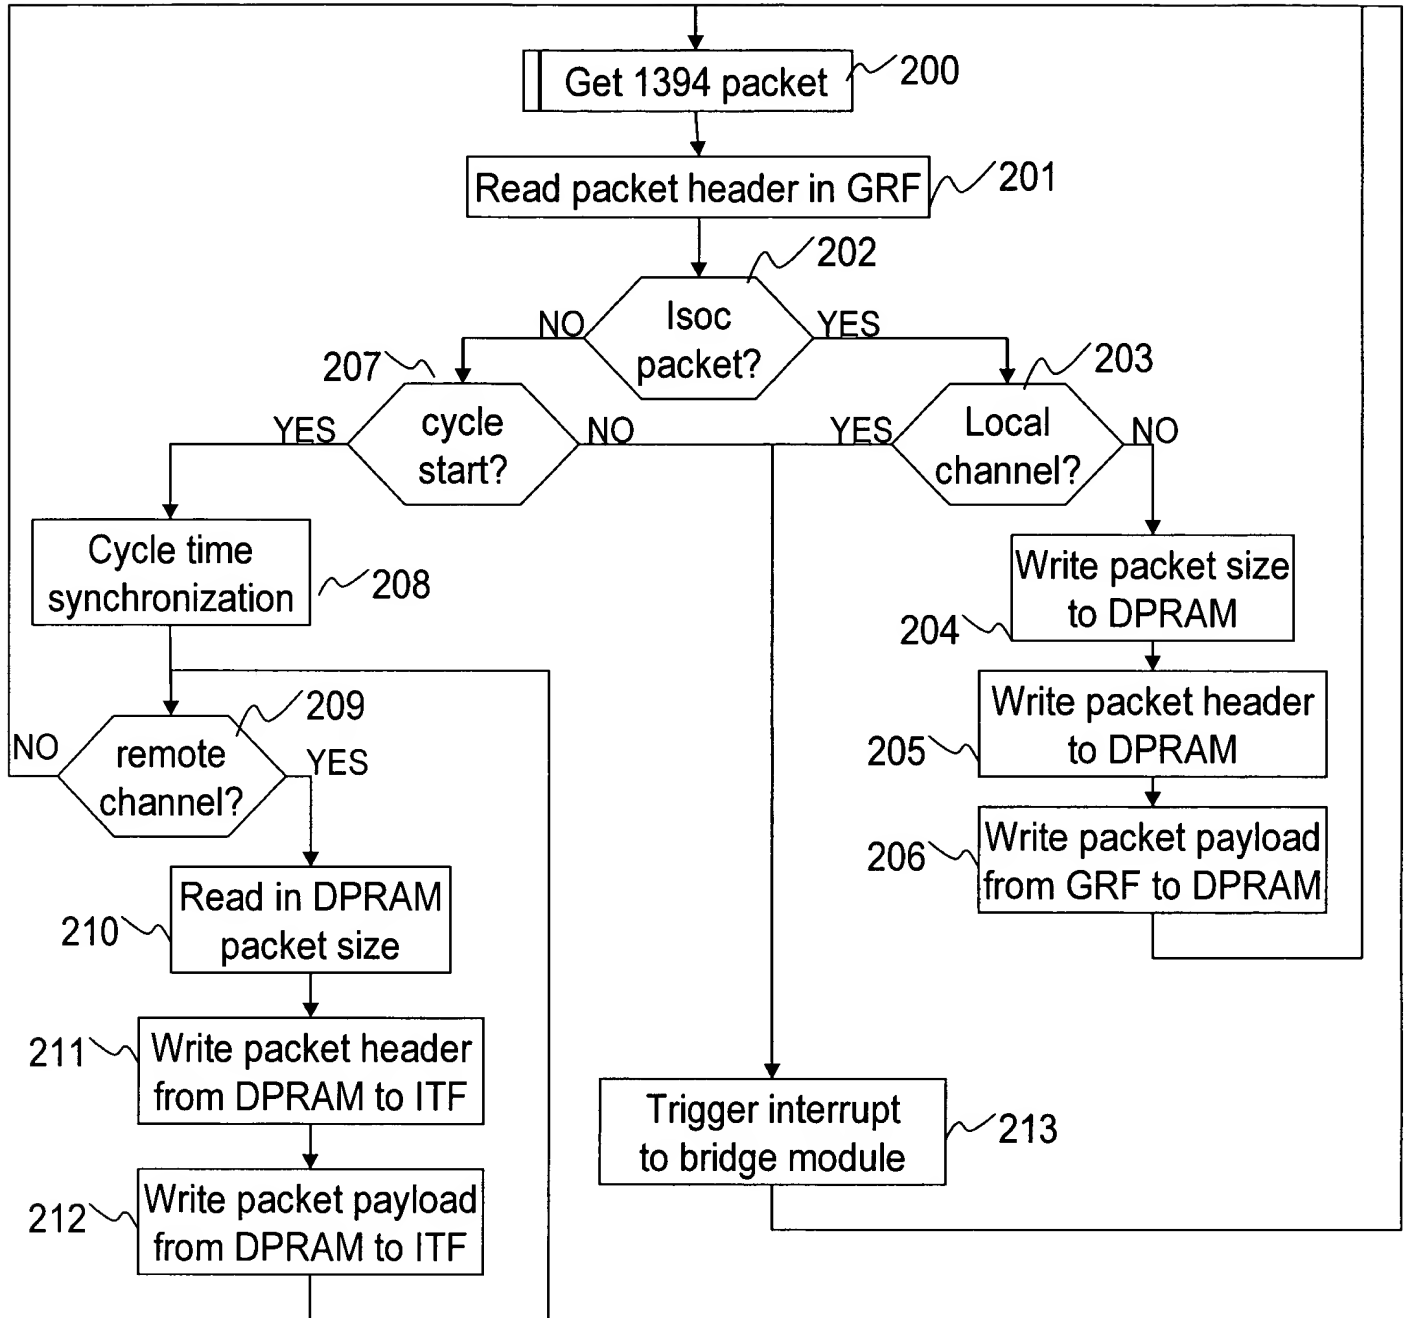 Get 1394 packet
200
Read packet header in GRF
201
202
Isoc
packet?
NO
YES
207
203
cycle
start?
YES
NO
Local
channel?
YES
NO
Cycle time
synchronization
208
Write packet size
to DPRAM
204
Write packet header
to DPRAM
205
209
remote
channel?
NO
YES
Write packet payload
from GRF to DPRAM
206
Read in DPRAM
packet size
210
Write packet header
from DPRAM to ITF
211
Trigger interrupt
to bridge module
213
Write packet payload
from DPRAM to ITF
212